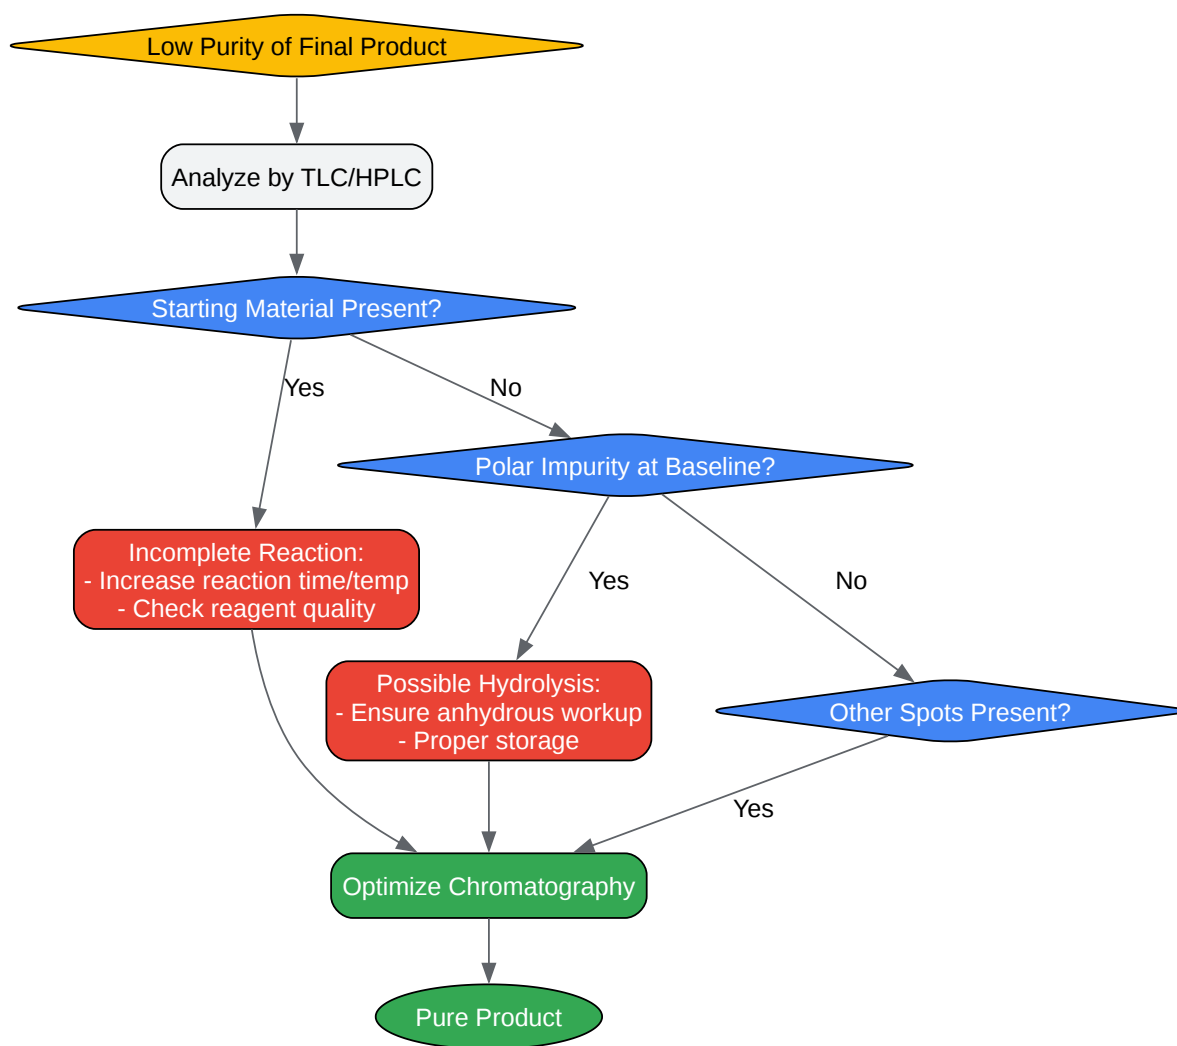 Low Purity of Final Product
Analyze by TLC/HPLC
Starting Material Present?
Yes
No
Polar Impurity at Baseline?
Incomplete Reaction:
- Increase reaction time/temp
- Check reagent quality
Yes
No
Possible Hydrolysis:
- Ensure anhydrous workup
- Proper storage
Other Spots Present?
Yes
Optimize Chromatography
Pure Product